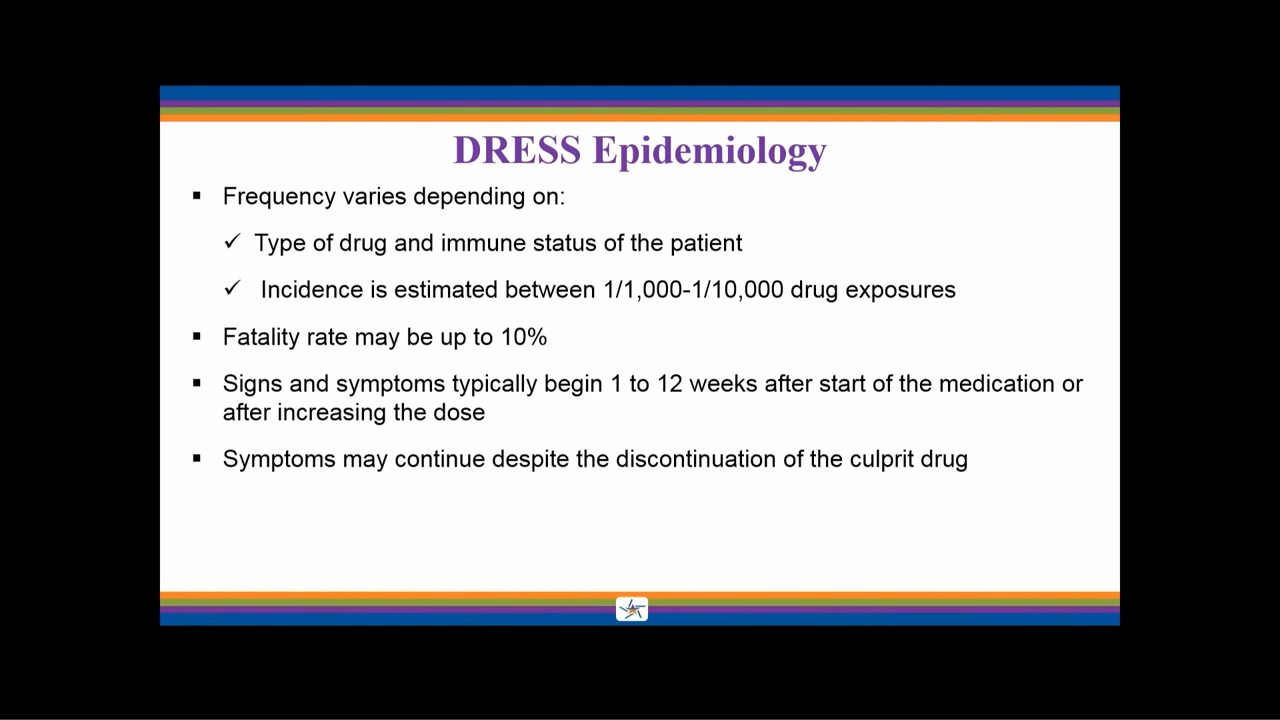 DRESS Epidemiology
▪ Frequency varies depending on:
✓ Type of drug and immune status of the patient
✓ Incidence is estimated between 1/1,000-1/10,000 drug exposures
▪ Fatality rate may be up to 10%
▪ Signs and symptoms typically begin 1 to 12 weeks after start of the medication or
after increasing the dose
▪ Symptoms may continue despite the discontinuation of the culprit drug